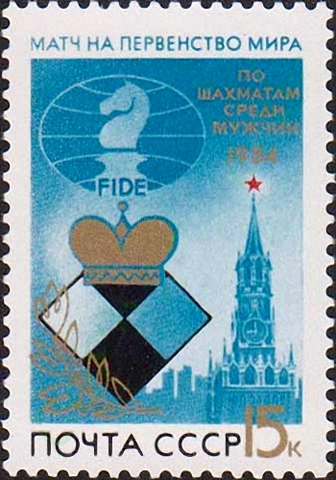 МАТЧ НА ПЕРВЕНСТВО МИРА
ПО
ШАХМАТАМ
СРЕДИ
МУЖЧИН
1984
FIDE
ПОЧТА СССР 15к